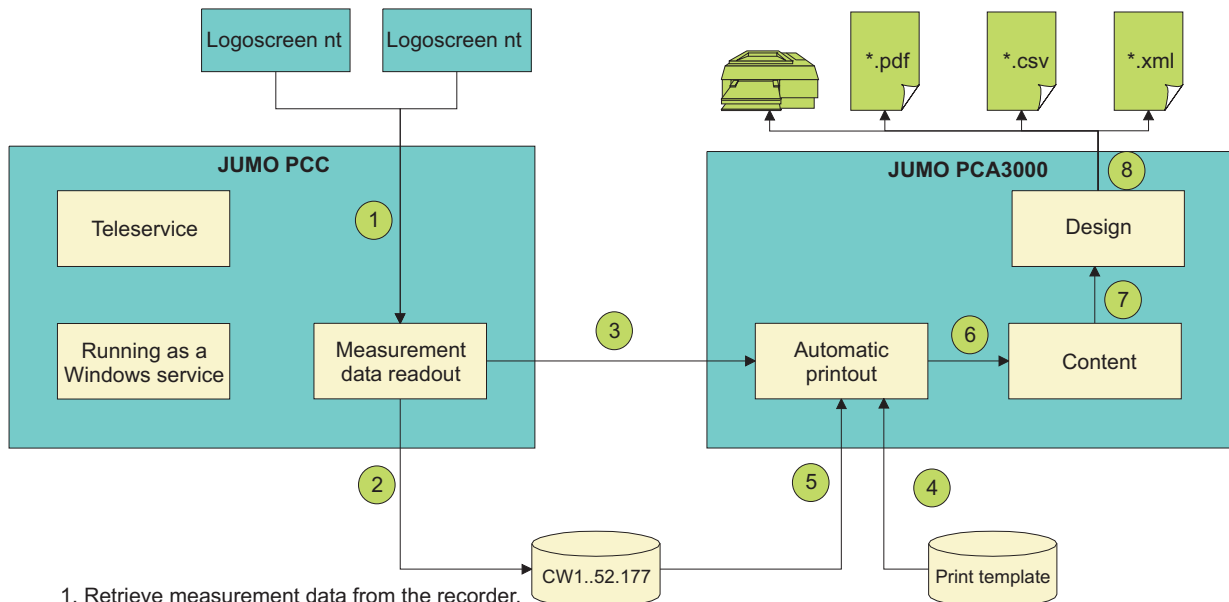 Logoscreen nt
Logoscreen nt
*.pdf
*.csv
*.xml
JUMO PCC
JUMO PCA3000
8
1
Teleservice
Design
7
3
6
Running as a
Windows service
Measurement
data readout
Automatic
printout
Content
2
5
4
CW1..52.177
Print template
1. Retrieve measurement data from the recorder.